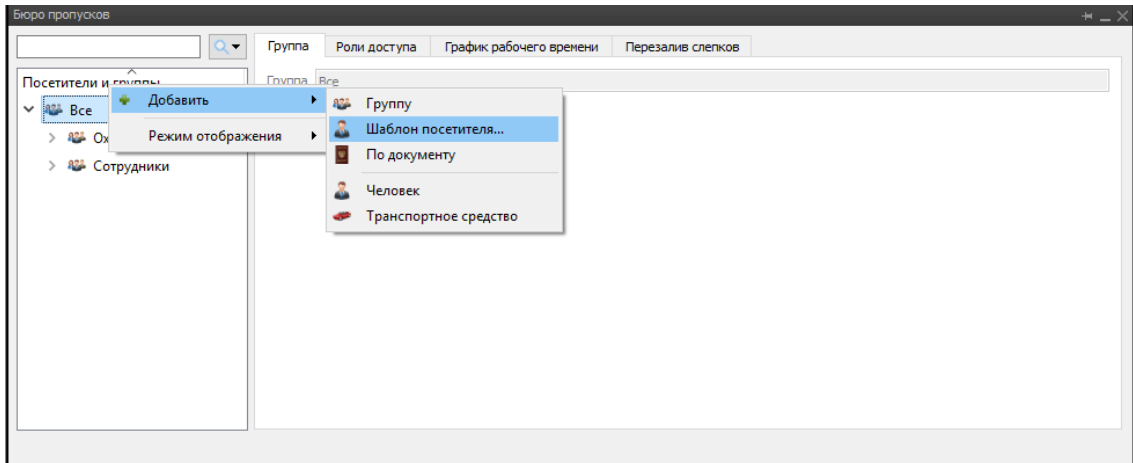 Бюро пропусков
Группа Роли доступа График рабочего времени Перезалив слепков
Посетители и группы
Группа Все
Все
Добавить
Группу
Шаблон посетителя...
Режим отображения
По документу
Сотрудники
Человек
Транспортное средство